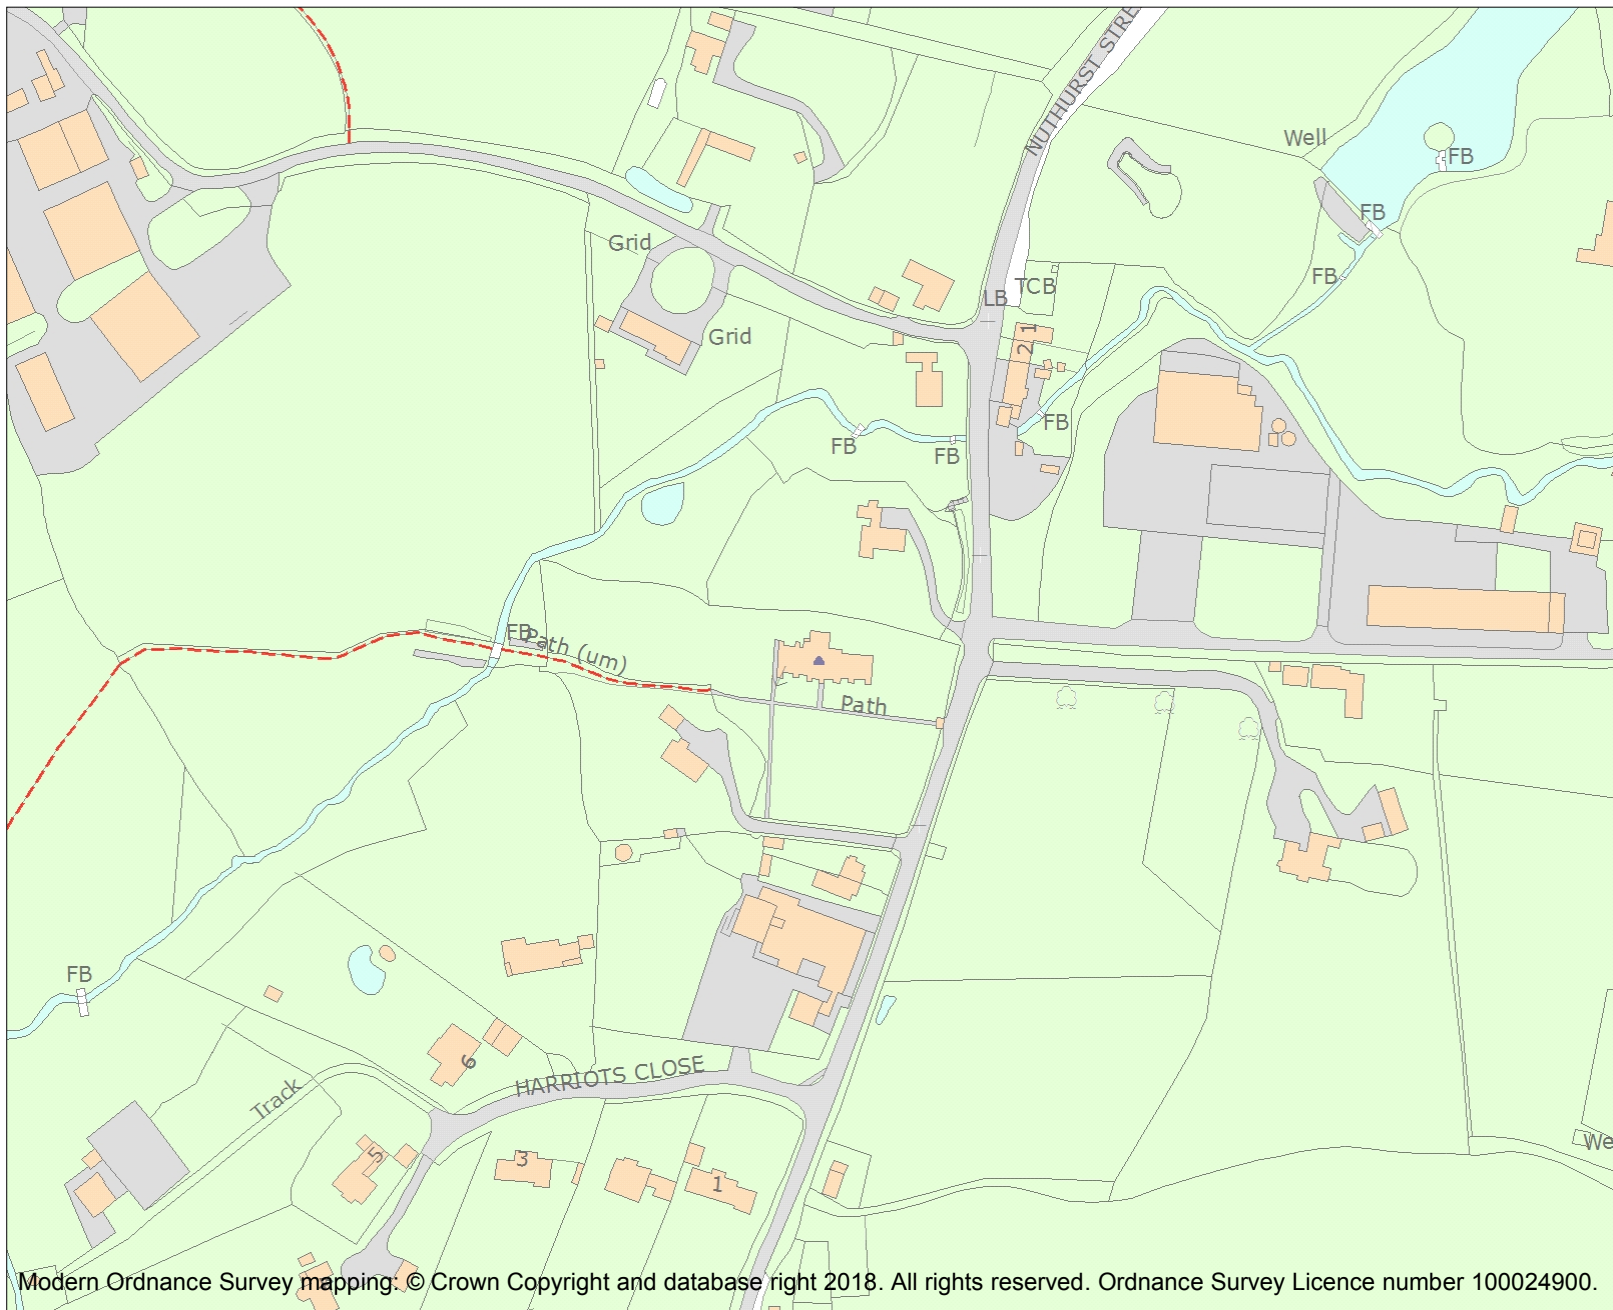 NUTHURST STRE
Well
FB
FB
Grid
FB
TCB
LB
1
Grid
2
FB
FB
FB
FB
Path (um)
Path
FB
6
HARRIOTS CLOSE
Track
We
5
3
1
Modern Ordnance Survey mapping: © Crown Copyright and database right 2018. All rights reserved. Ordnance Survey Licence number 100024900.